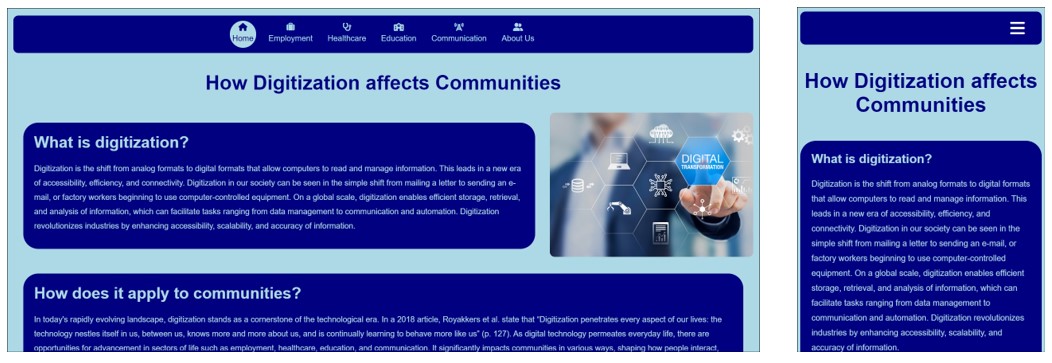 Home Employment Healthcare Education Communication About Us
How Digitization affects Communities
What is digitization?
Digitization is the shift from analog formats to digital formats that allow computers to read and manage information. This leads in a new era
of accessibility, efficiency, and connectivity. Digitization in our society can be seen in the simple shift from mailing a letter to sending an e-
mail, or factory workers beginning to use computer-controlled equipment. On a global scale, digitization enables efficient storage, retrieval,
and analysis of information, which can facilitate tasks ranging from data management to communication and automation. Digitization
revolutionizes industries by enhancing accessibility, scalability, and accuracy of information.
DIGITAL
TRANSFORMATION
How does it apply to communities?
In today's rapidly evolving landscape, digitization stands as a cornerstone of the technological era. In a 2018 article, Royakkers et al. state that “Digitization penetrates every aspect of our lives: the
technology nestles itself in us, between us, knows more and more about us, and is continually learning to behave more like us” (p. 127). As digital technology permeates everyday life, there are
opportunities for advancement in sectors of life such as employment, healthcare, education, and communication. It significantly impacts communities in various ways, shaping how people interact,
How Digitization affects
Communities
What is digitization?
Digitization is the shift from analog formats to digital formats
that allow computers to read and manage information. This
leads in a new era of accessibility, efficiency, and
connectivity. Digitization in our society can be seen in the
simple shift from mailing a letter to sending an e-mail, or
factory workers beginning to use computer-controlled
equipment. On a global scale, digitization enables efficient
storage, retrieval, and analysis of information, which can
facilitate tasks ranging from data management to
communication and automation. Digitization revolutionizes
industries by enhancing accessibility, scalability, and
accuracy of information.